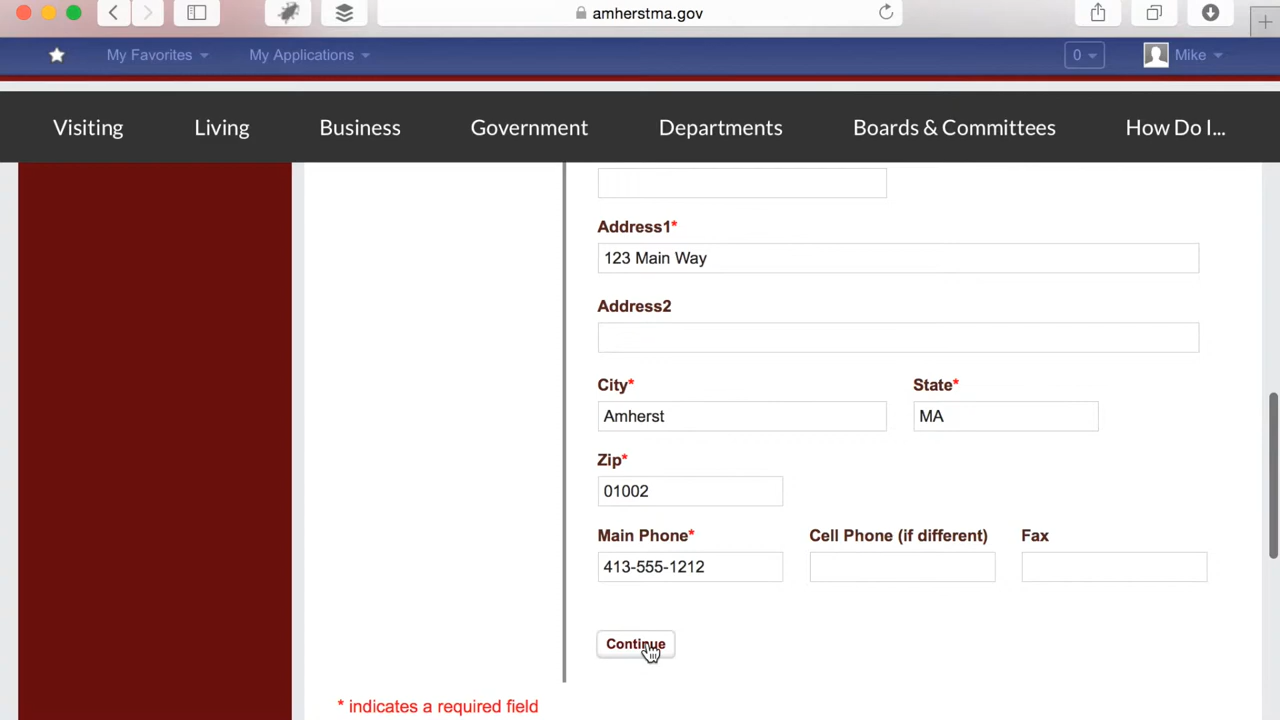 amherstma.gov
My Favorites My Applications 0 Mike
Visiting Living Business Government Departments Boards & Committees How Do I...
Address1*
123 Main Way
Address2
City* State*
Amherst MA
Zip*
01002
Main Phone* Cell Phone (if different) Fax
413-555-1212
Continue
* indicates a required field